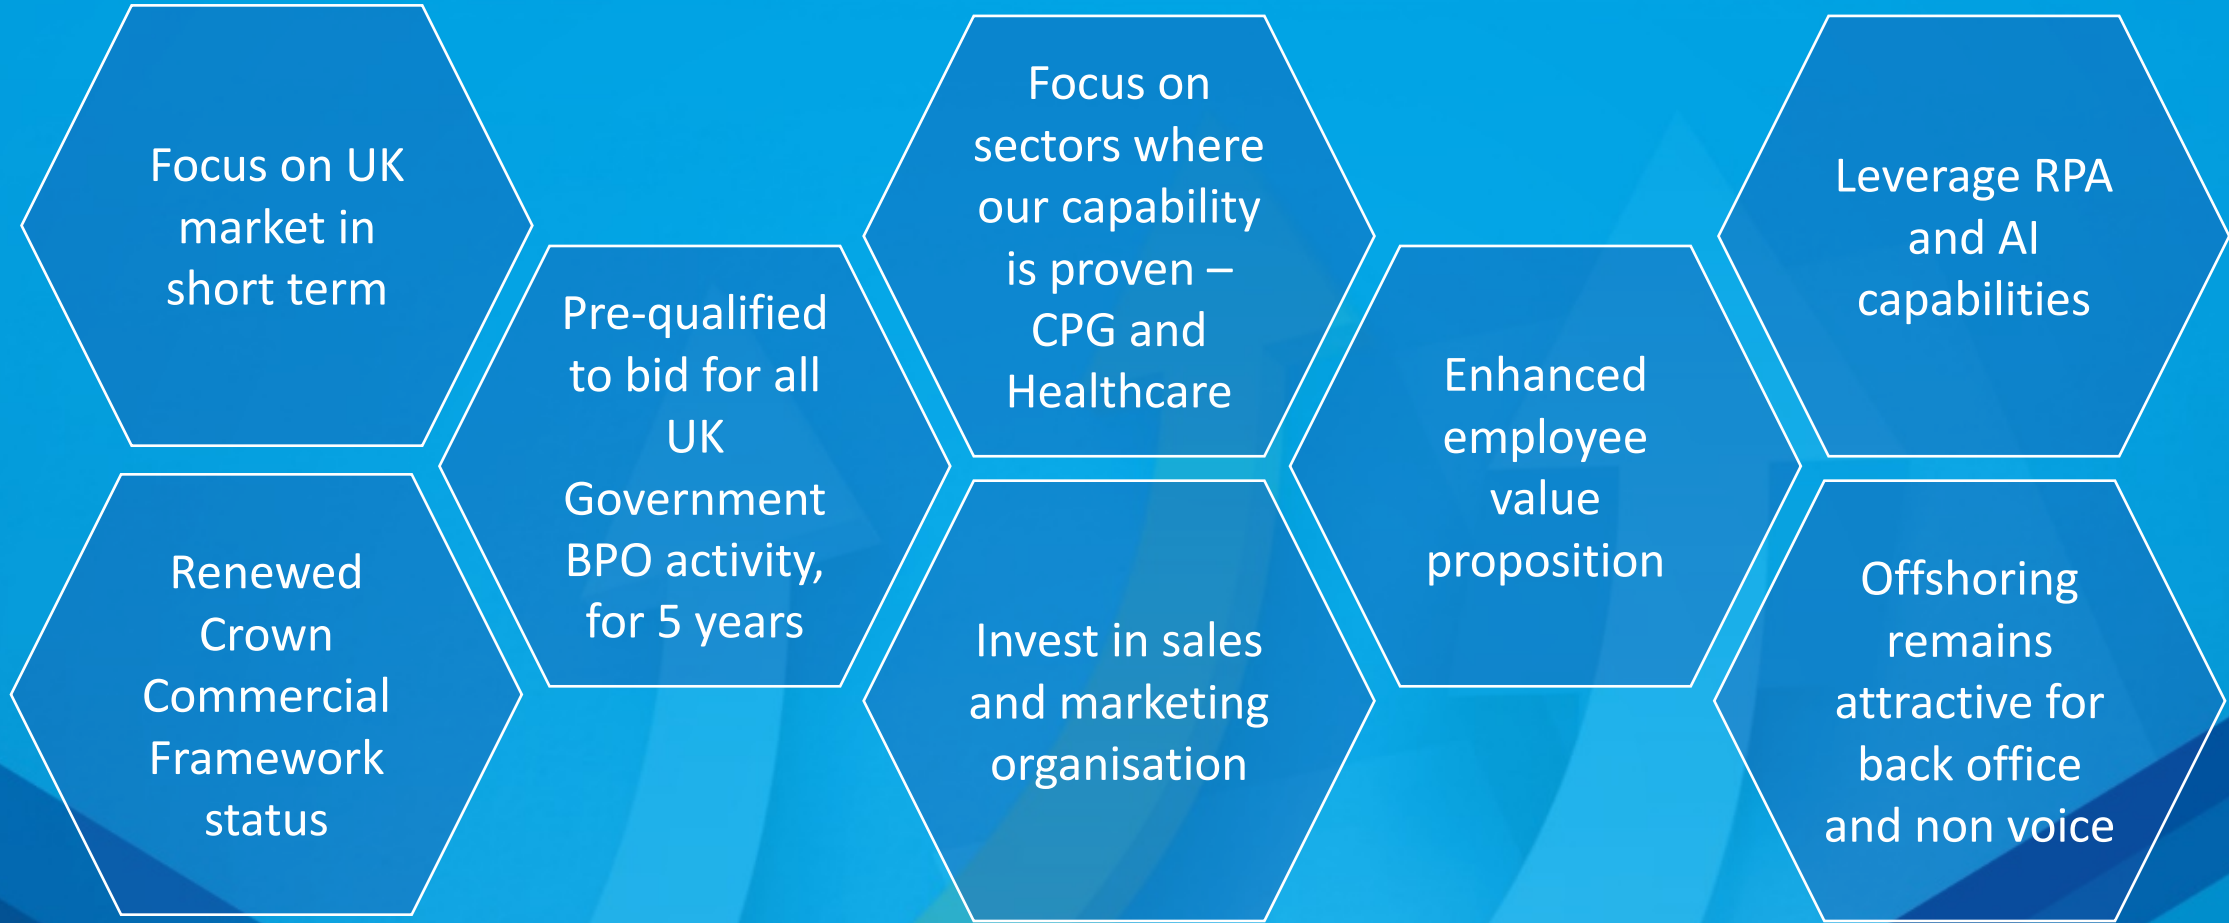 Focus on UK
market in
short term
Renewed
Crown
Commercial
Framework
status
Pre-qualified
to bid for all
UK
Government
BPO activity,
for 5 years
Focus on
sectors where
our capability
is proven –
CPG and
Healthcare
Invest in sales
and marketing
organisation
Enhanced
employee
value
proposition
Leverage RPA
and AI
capabilities
Offshoring
remains
attractive for
back office
and non voice